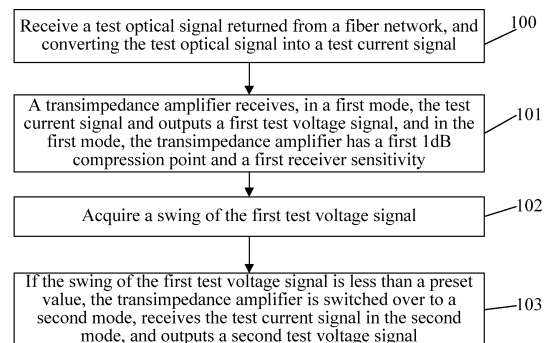 Receive a test optical signal returned from a fiber network, and
converting the test optical signal into a test current signal
100
A transimpedance amplifier receives, in a first mode, the test
current signal and outputs a first test voltage signal, and in the
first mode, the transimpedance amplifier has a first 1dB
compression point and a first receiver sensitivity
101
Acquire a swing of the first test voltage signal
102
If the swing of the first test voltage signal is less than a preset
value, the transimpedance amplifier is switched over to a
second mode, receives the test current signal in the second
mode, and outputs a second test voltage signal
103